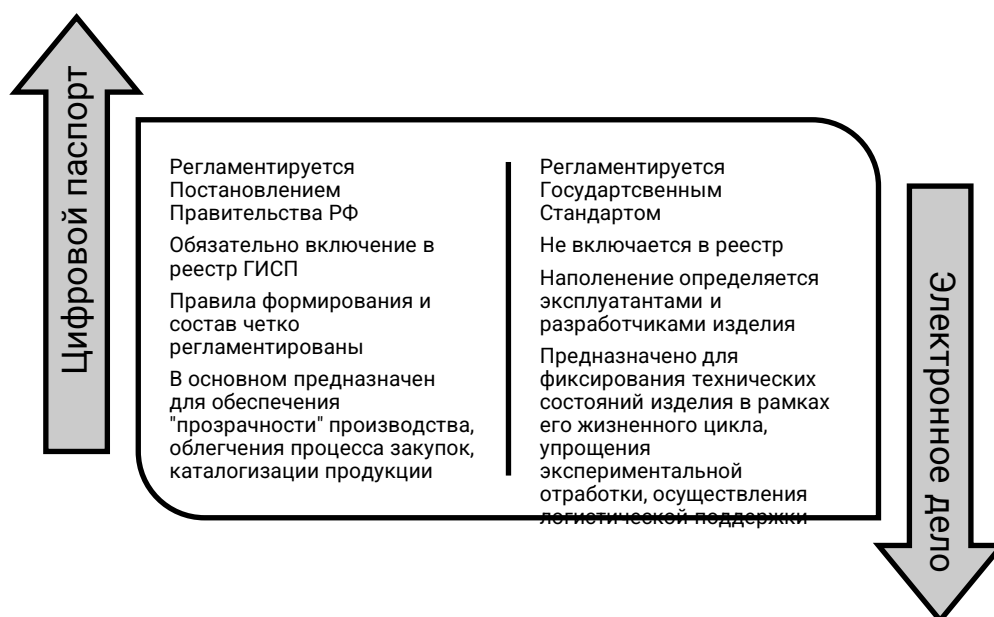 Цифровой паспорт
Регламентируется
Постановлением
Правительства РФ
Обязательно включение в
реестр ГИСП
Правила формирования и
состав четко
регламентированы
В основном предназначен
для обеспечения
"прозрачности" производства,
облегчения процесса закупок,
каталогизации продукции
Регламентируется
Государтсвенным
Стандартом
Не включается в реестр
Наполенение определяется
эксплуатантами и
разработчиками изделия
Предназначено для
фиксирования технических
состояний изделия в рамках
его жизненного цикла,
упрощения
экспериментальной
отработки, осуществления
логистической поддержки
Электронное дело